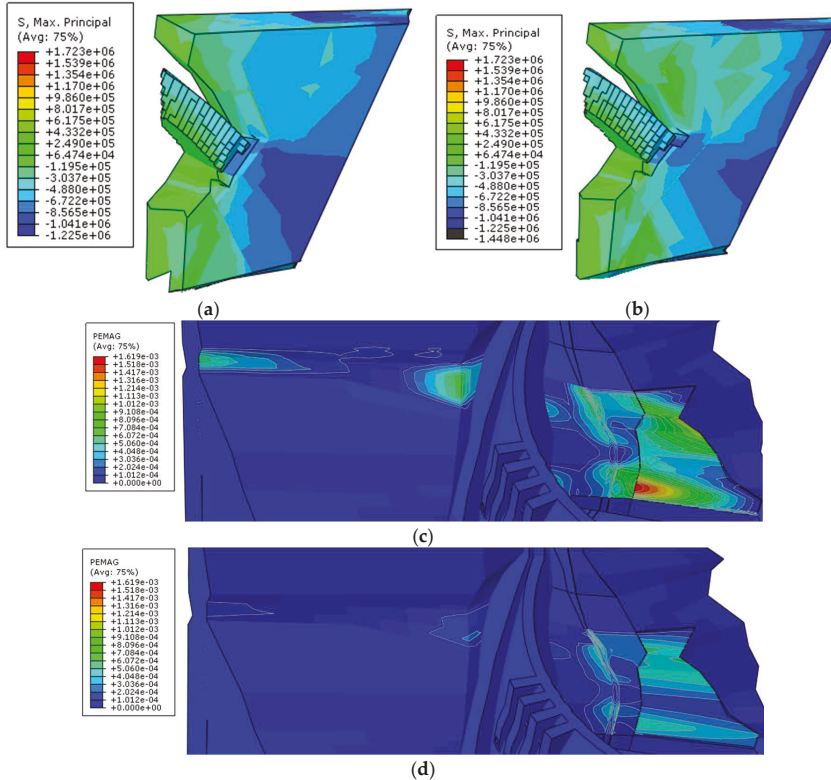 S, Max. Principal
(Avg: 75%)
+1.723e+06
+1.539e+06
+1.354e+06
+1.170e+06
+9.860e+05
+8.017e+05
+6.175e+05
+4.332e+05
+2.490e+05
+6.474e+04
-1.195e+05
-3.037e+05
-4.880e+05
-6.722e+05
-8.565e+05
-1.041e+06
-1.225e+06
(a)
S, Max. Principal
(Avg: 75%)
+1.723e+06
+1.539e+06
+1.354e+06
+1.170e+06
+9.860e+05
+8.017e+05
+6.175e+05
+4.332e+05
+2.490e+05
+6.474e+04
-1.195e+05
-3.037e+05
-4.880e+05
-6.722e+05
-8.565e+05
-1.041e+06
-1.225e+06
-1.448e+06
(b)
PEMAG
(Avg: 75%)
+1.619e-03
+1.518e-03
+1.417e-03
+1.316e-03
+1.214e-03
+1.113e-03
+1.012e-03
+9.108e-04
+8.096e-04
+7.084e-04
+6.072e-04
+5.060e-04
+4.048e-04
+3.036e-04
+2.024e-04
+1.012e-04
+0.000e+00
(c)
PEMAG
(Avg: 75%)
+1.619e-03
+1.518e-03
+1.417e-03
+1.316e-03
+1.214e-03
+1.113e-03
+1.012e-03
+9.108e-04
+8.096e-04
+7.084e-04
+6.072e-04
+5.060e-04
+4.048e-04
+3.036e-04
+2.024e-04
+1.012e-04
+0.000e+00
(d)